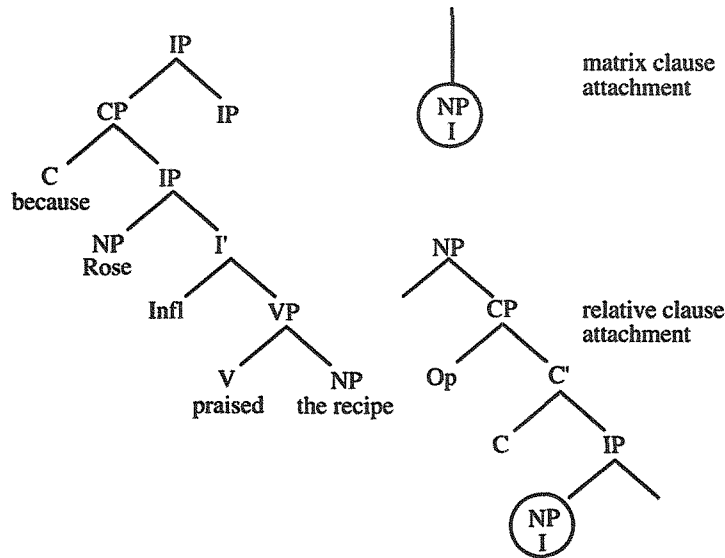 IP
CP IP
C IP
because
NP I'
Rose
Infl VP
V NP
praised the recipe
NP
I
matrix clause
attachment
NP
CP
Op C'
C IP
NP
I
relative clause
attachment